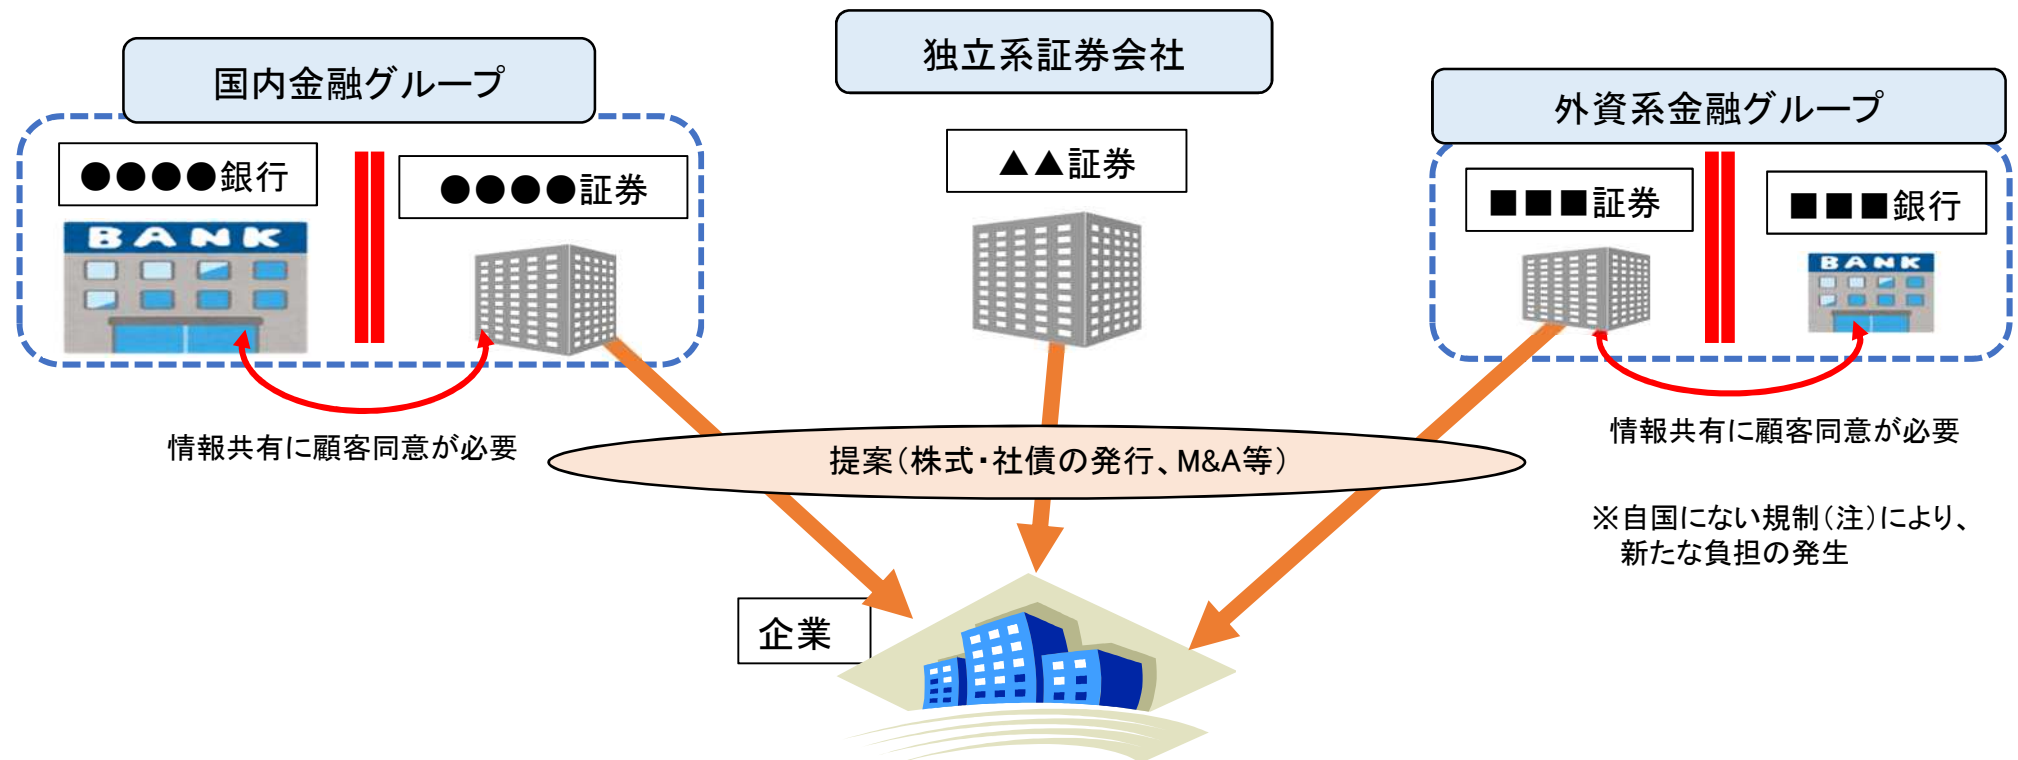 独立系証券会社
国内金融グループ
外資系金融グループ
●●●●銀行
●●●●証券
▲▲証券
■■■証券
■■■銀行
BANK
BANK
情報共有に顧客同意が必要
情報共有に顧客同意が必要
提案(株式・社債の発行、M&A等)
※自国にない規制(注)により、
新たな負担の発生
企業